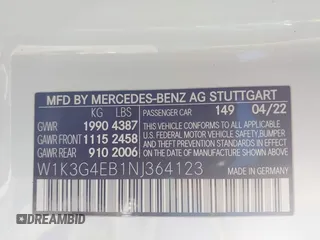 MFD BY MERCEDES-BENZ AG STUTTGART
KG LBS PASSENGER CAR 149 04/22
GVWR 1990 4387
GAWR FRONT 1115 2458
GAWR REAR 910 2006
THIS VEHICLE CONFORMS TO ALL APPLICABLE
U.S. FEDERAL MOTOR VEHICLE SAFETY
BUMPER, AND THEFT PREVENTION STANDARDS
IN EFFECT ON THE DATE OF MANUFACTURE
SHOWN ABOVE.
W1K3G4EB1NJ364123
MADE IN GERMANY
WREAKBID